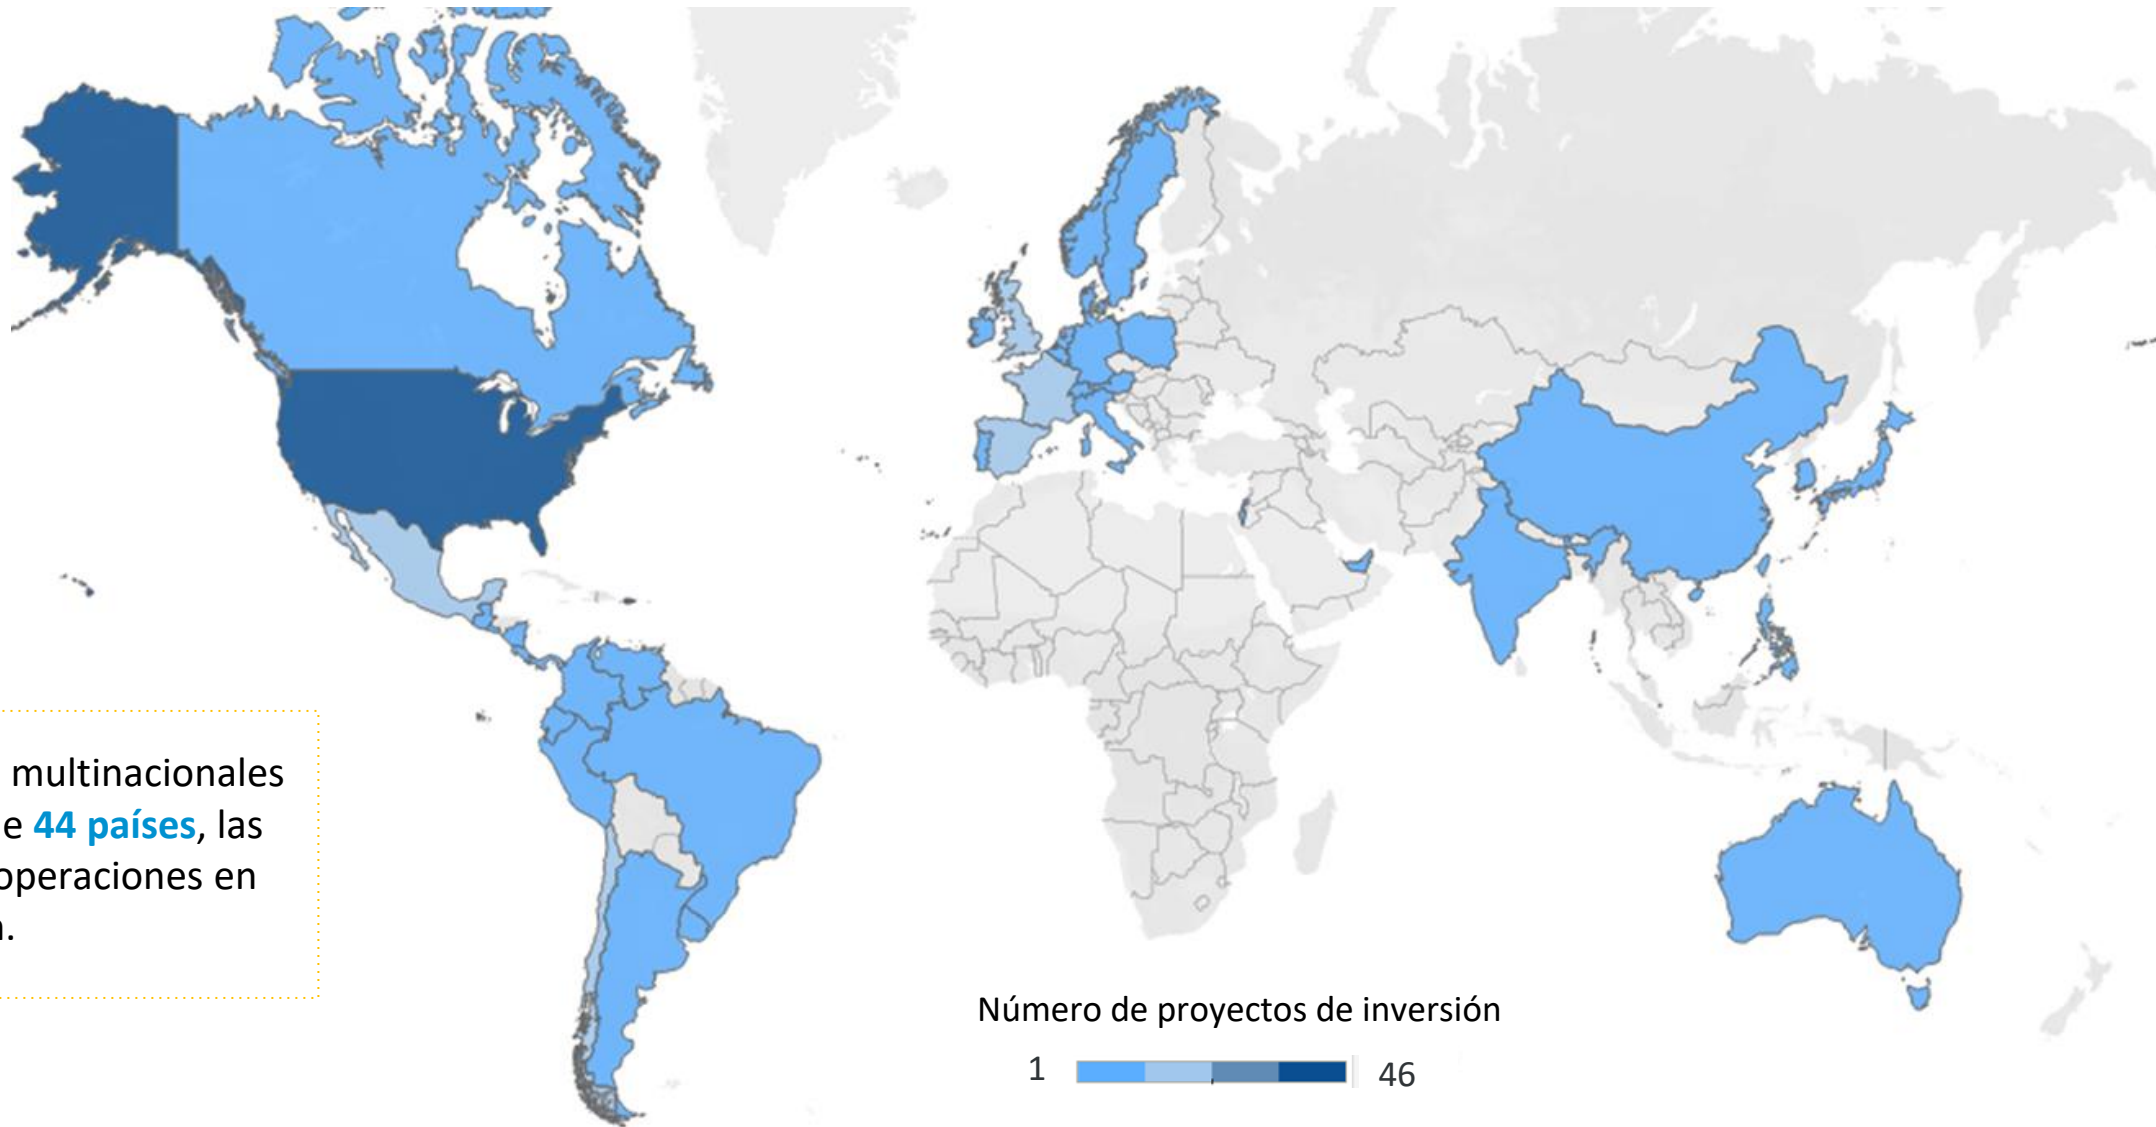 multinacionales
e 44 países, las
operaciones en
.
Número de proyectos de inversión
1
46